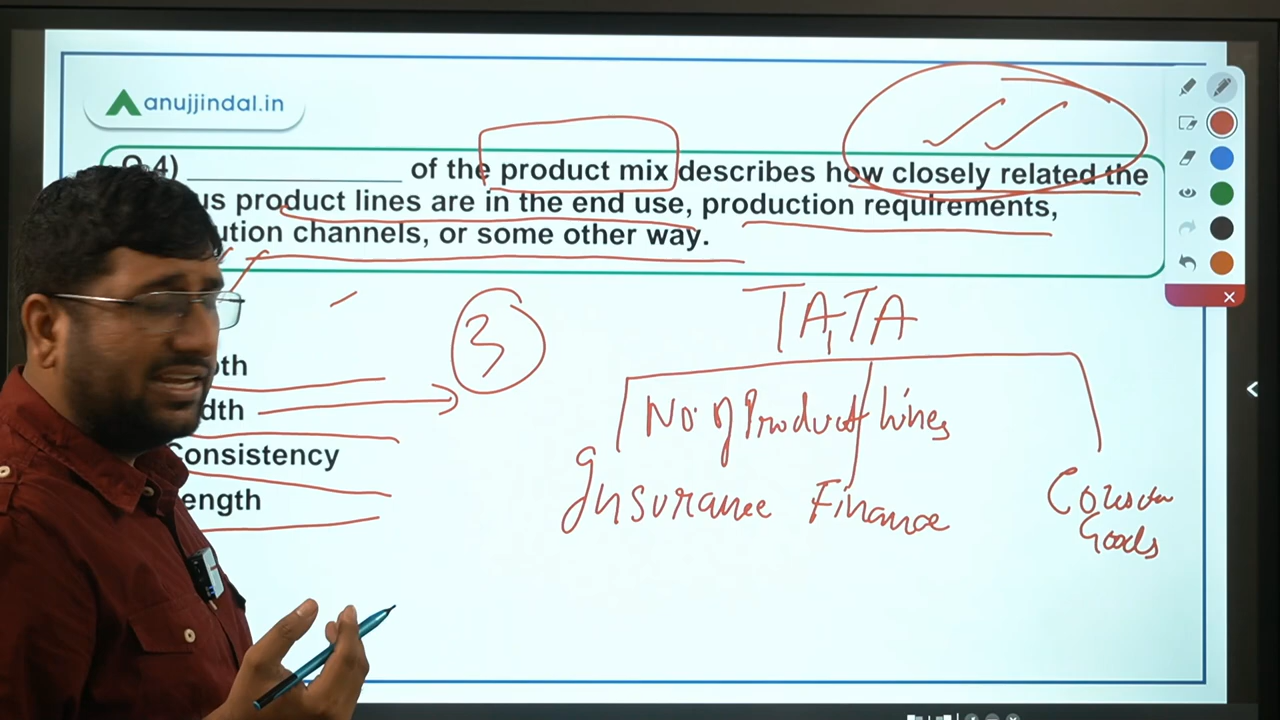 anujjindal.in
4) ____________ of the product mix describes how closely related the
us product lines are in the end use, production requirements,
ution channels, or some other way.
TATA
3
th
dth
No. of Product Lines
Consistency
ength
Insurance Finance
Goods